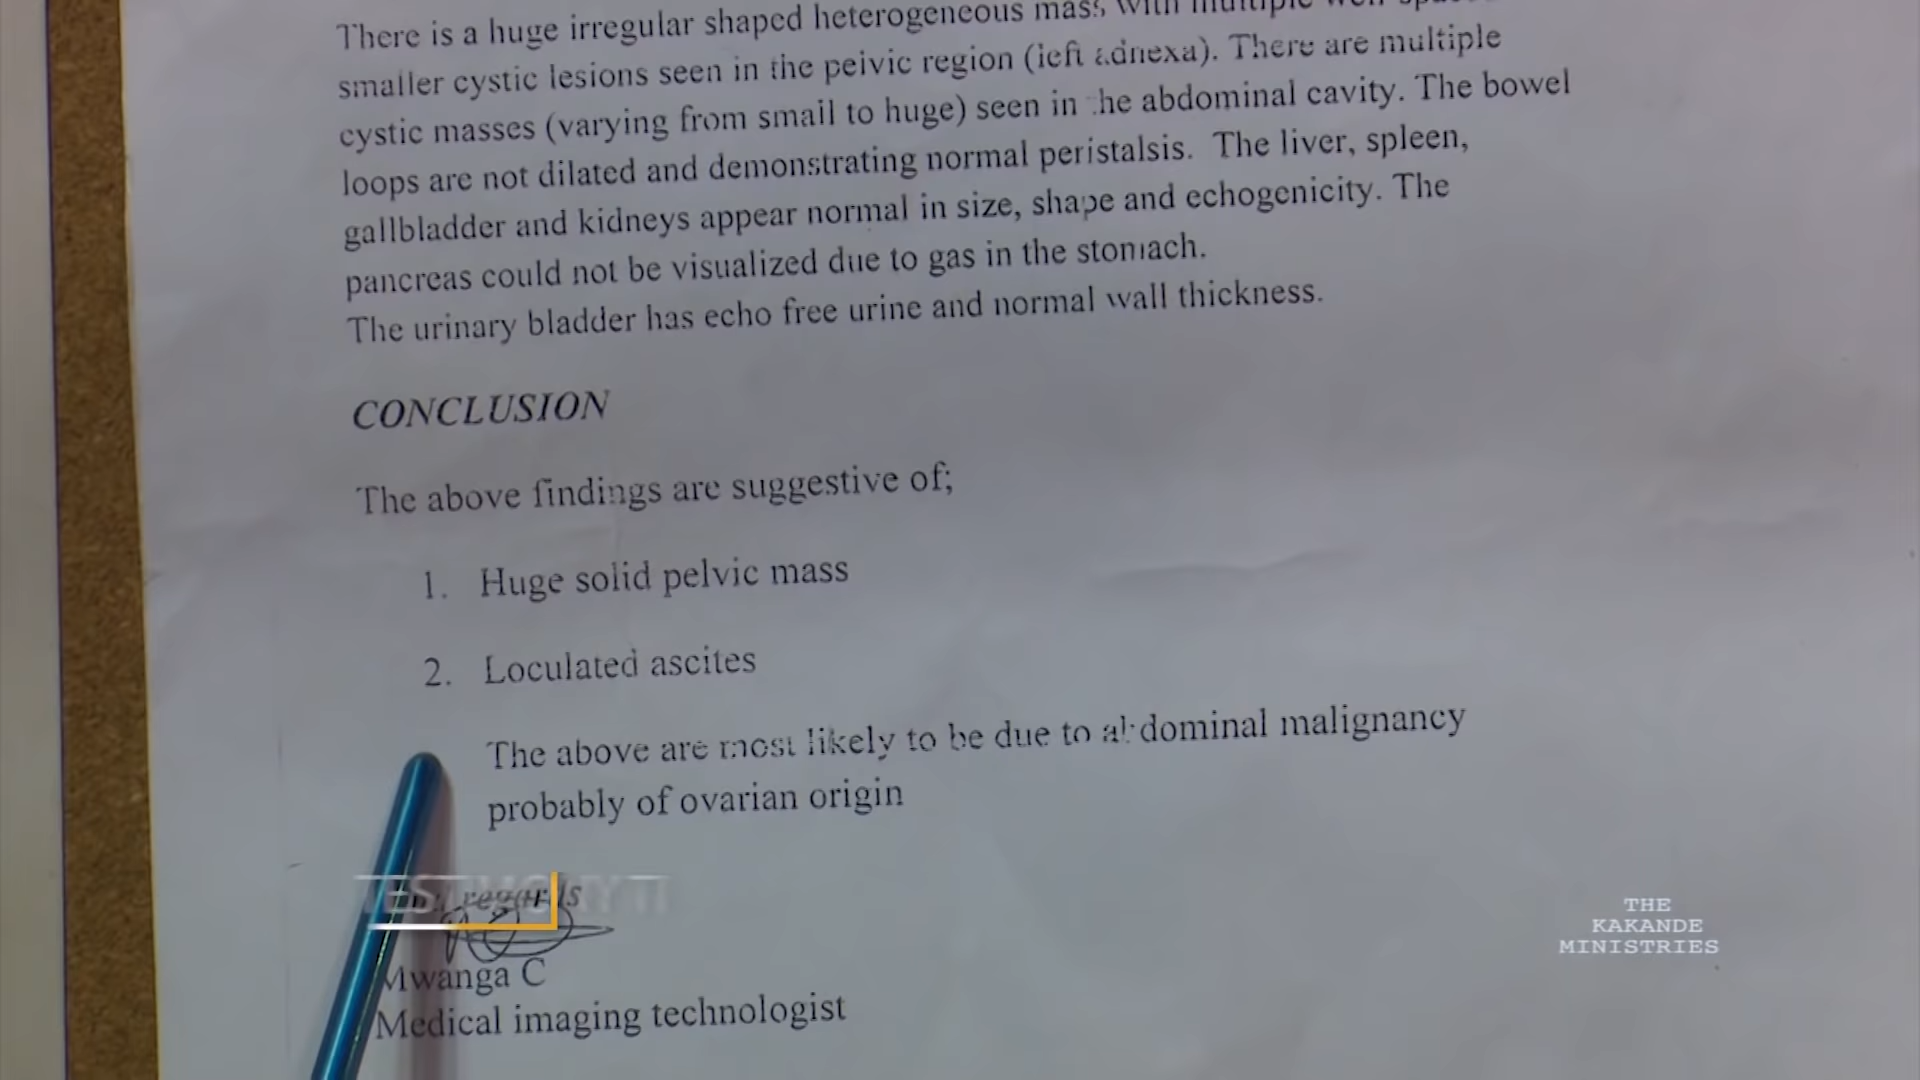 There is a huge irregular shaped heterogeneous mass with multiple well
smaller cystic lesions seen in the pelvic region (left adnexa). There are multiple
cystic masses (varying from small to huge) seen in the abdominal cavity. The bowel
loops are not dilated and demonstrating normal peristalsis. The liver, spleen,
gallbladder and kidneys appear normal in size, shape and echogenicity. The
pancreas could not be visualized due to gas in the stomach.
The urinary bladder has echo free urine and normal wall thickness.
CONCLUSION
The above findings are suggestive of;
1. Huge solid pelvic mass
2. Loculated ascites
The above are most likely to be due to abdominal malignancy
probably of ovarian origin
regards
Mwanga C
Medical imaging technologist
THE
KAKANDE
MINISTRIES